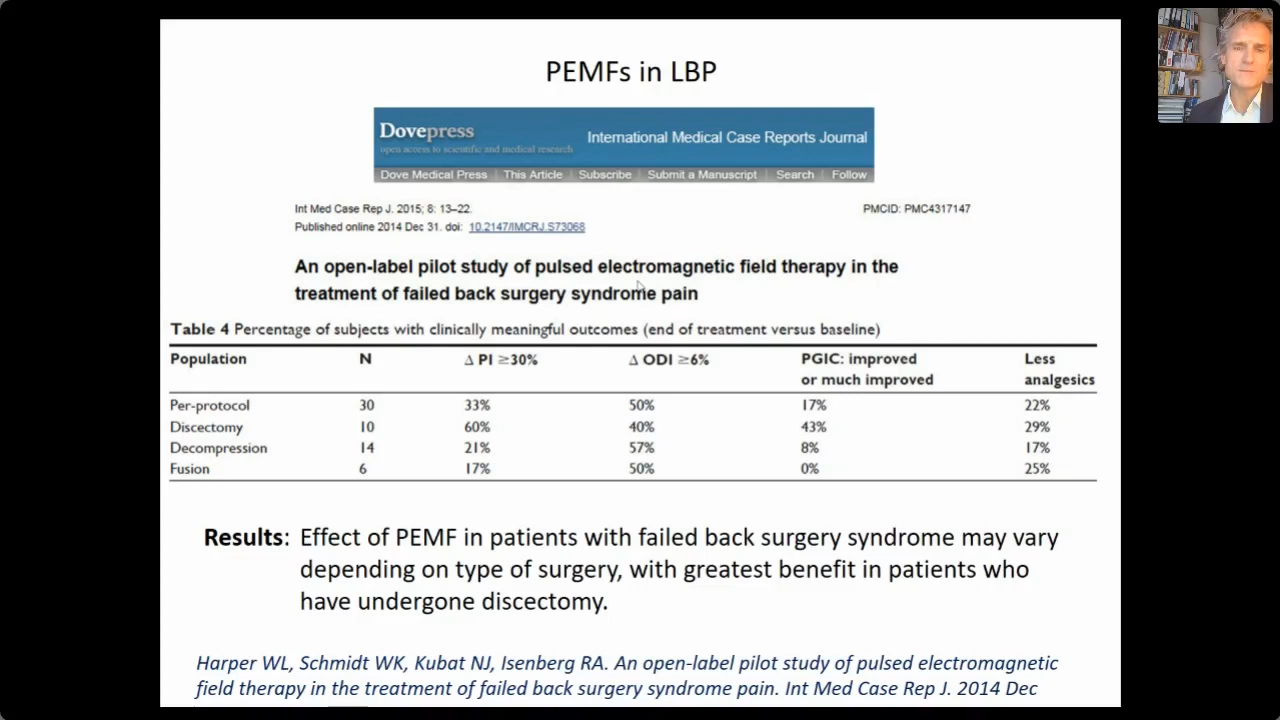 PEMFs in LBP
Dovepress
open access to scientific and medical research
International Medical Case Reports Journal
Dove Medical Press This Article Subscribe Submit a Manuscript Search Follow
Int Med Case Rep J. 2015; 8: 13–22. PMCID: PMC4317147
Published online 2014 Dec 31. doi: 10.2147/IMCRJ.S73068
An open-label pilot study of pulsed electromagnetic field therapy in the
treatment of failed back surgery syndrome pain
Table 4 Percentage of subjects with clinically meaningful outcomes (end of treatment versus baseline)
Population N Δ PI ≥30% Δ ODI ≥6% PGIC: improved Less
or much improved analgesics
Per-protocol 30 33% 50% 17% 22%
Discectomy 10 60% 40% 43% 29%
Decompression 14 21% 57% 8% 17%
Fusion 6 17% 50% 0% 25%
Results: Effect of PEMF in patients with failed back surgery syndrome may vary
depending on type of surgery, with greatest benefit in patients who
have undergone discectomy.
Harper WL, Schmidt WK, Kubat NJ, Isenberg RA. An open-label pilot study of pulsed electromagnetic
field therapy in the treatment of failed back surgery syndrome pain. Int Med Case Rep J. 2014 Dec